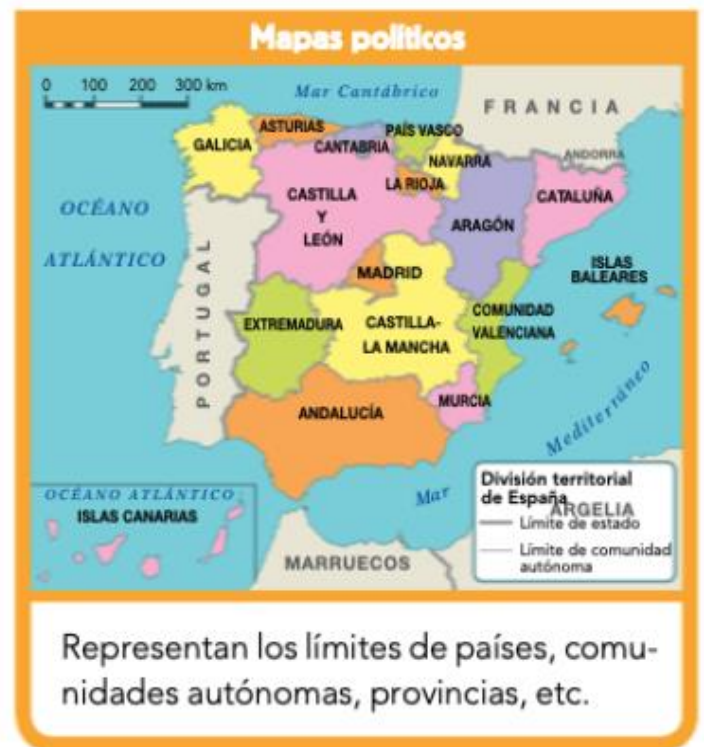 Mapas políticos
0 100 200 300 km
Mar Cantábrico
FRANCIA
ANDORRA
GALICIA
ASTURIAS
CANTABRIA
PAÍS VASCO
NAVARRA
LA RIOJA
CASTILLA
Y
LEÓN
ARAGÓN
CATALUÑA
OCÉANO
ATLÁNTICO
PORTUGAL
MADRID
ISLAS
BALEARES
EXTREMADURA
CASTILLA-
LA MANCHA
COMUNIDAD
VALENCIANA
ANDALUCÍA
MURCIA
Mar Mediterráneo
OCÉANO ATLÁNTICO
ISLAS CANARIAS
MARRUECOS
ARGELIA
División territorial
de España
Límite de estado
Límite de comunidad
autónoma
Representan los límites de países, comu-
nidades autónomas, provincias, etc.